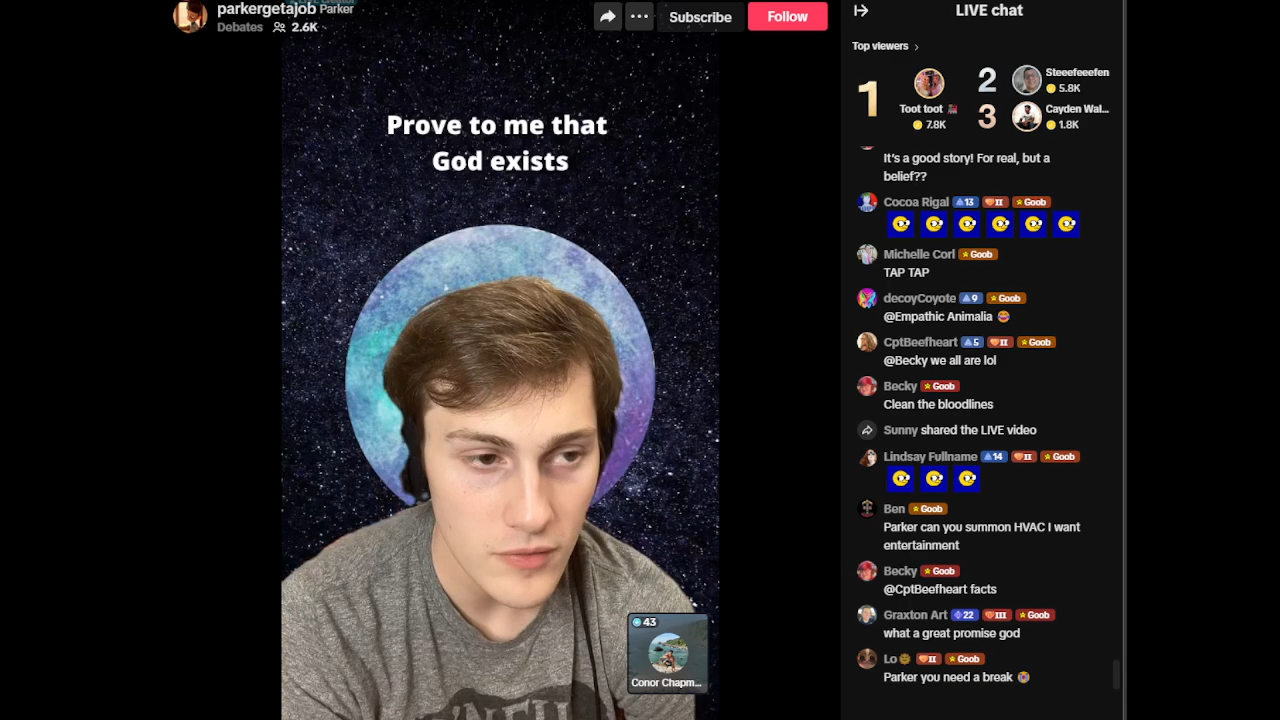 parkergetajob Parker
Debates 2.6K
Subscribe
Follow
Prove to me that
God exists
43
Conor Chapm...
LIVE chat
Top viewers >
1
Toot toot
7.8K
2
Steeefeeefen
5.8K
3
Cayden Wal...
1.8K
It's a good story! For real, but a
belief??
Cocoa Rigal 13 II Goob
Michelle Corl Goob
TAP TAP
decoyCoyote 9 Goob
@Empathic Animalia 😂
CptBeefheart 5 II Goob
@Becky we all are lol
Becky Goob
Clean the bloodlines
Sunny shared the LIVE video
Lindsay Fullname 14 II Goob
Ben Goob
Parker can you summon HVAC I want
entertainment
Becky Goob
@CptBeefheart facts
Graxton Art 22 III Goob
what a great promise god
Lo II Goob
Parker you need a break 😭